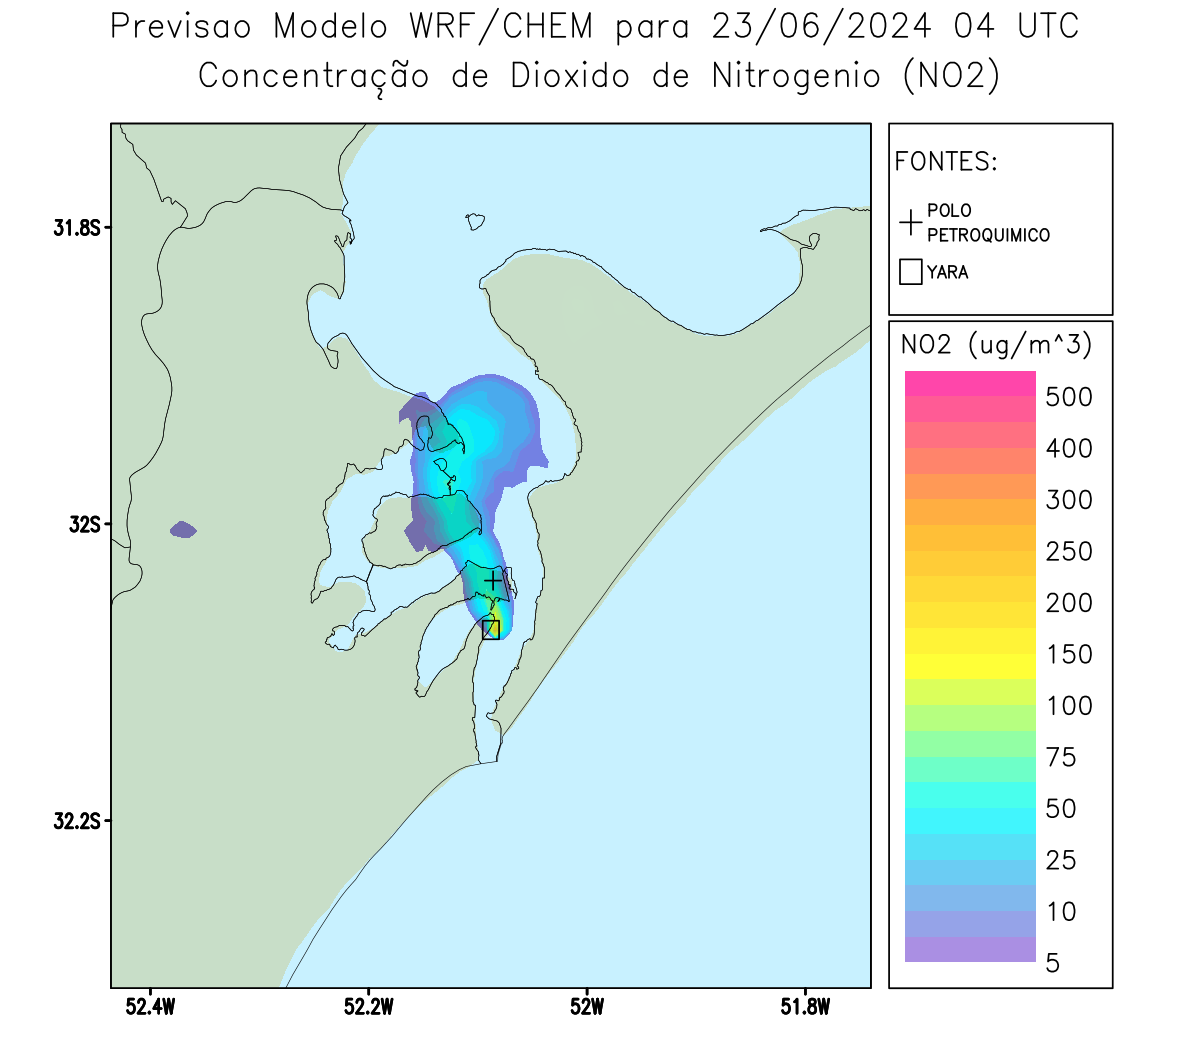 Previsao Modelo WRF/CHEM para 23/06/2024 04 UTC
Concentração de Dioxido de Nitrogenio (NO2)
FONTES:
POLO
PETROQUIMICO
YARA
NO2 (ug/m^3)
500
400
300
250
200
150
100
75
50
25
10
5
31.8S
32S
32.2S
52.4W
52.2W
52W
51.8W